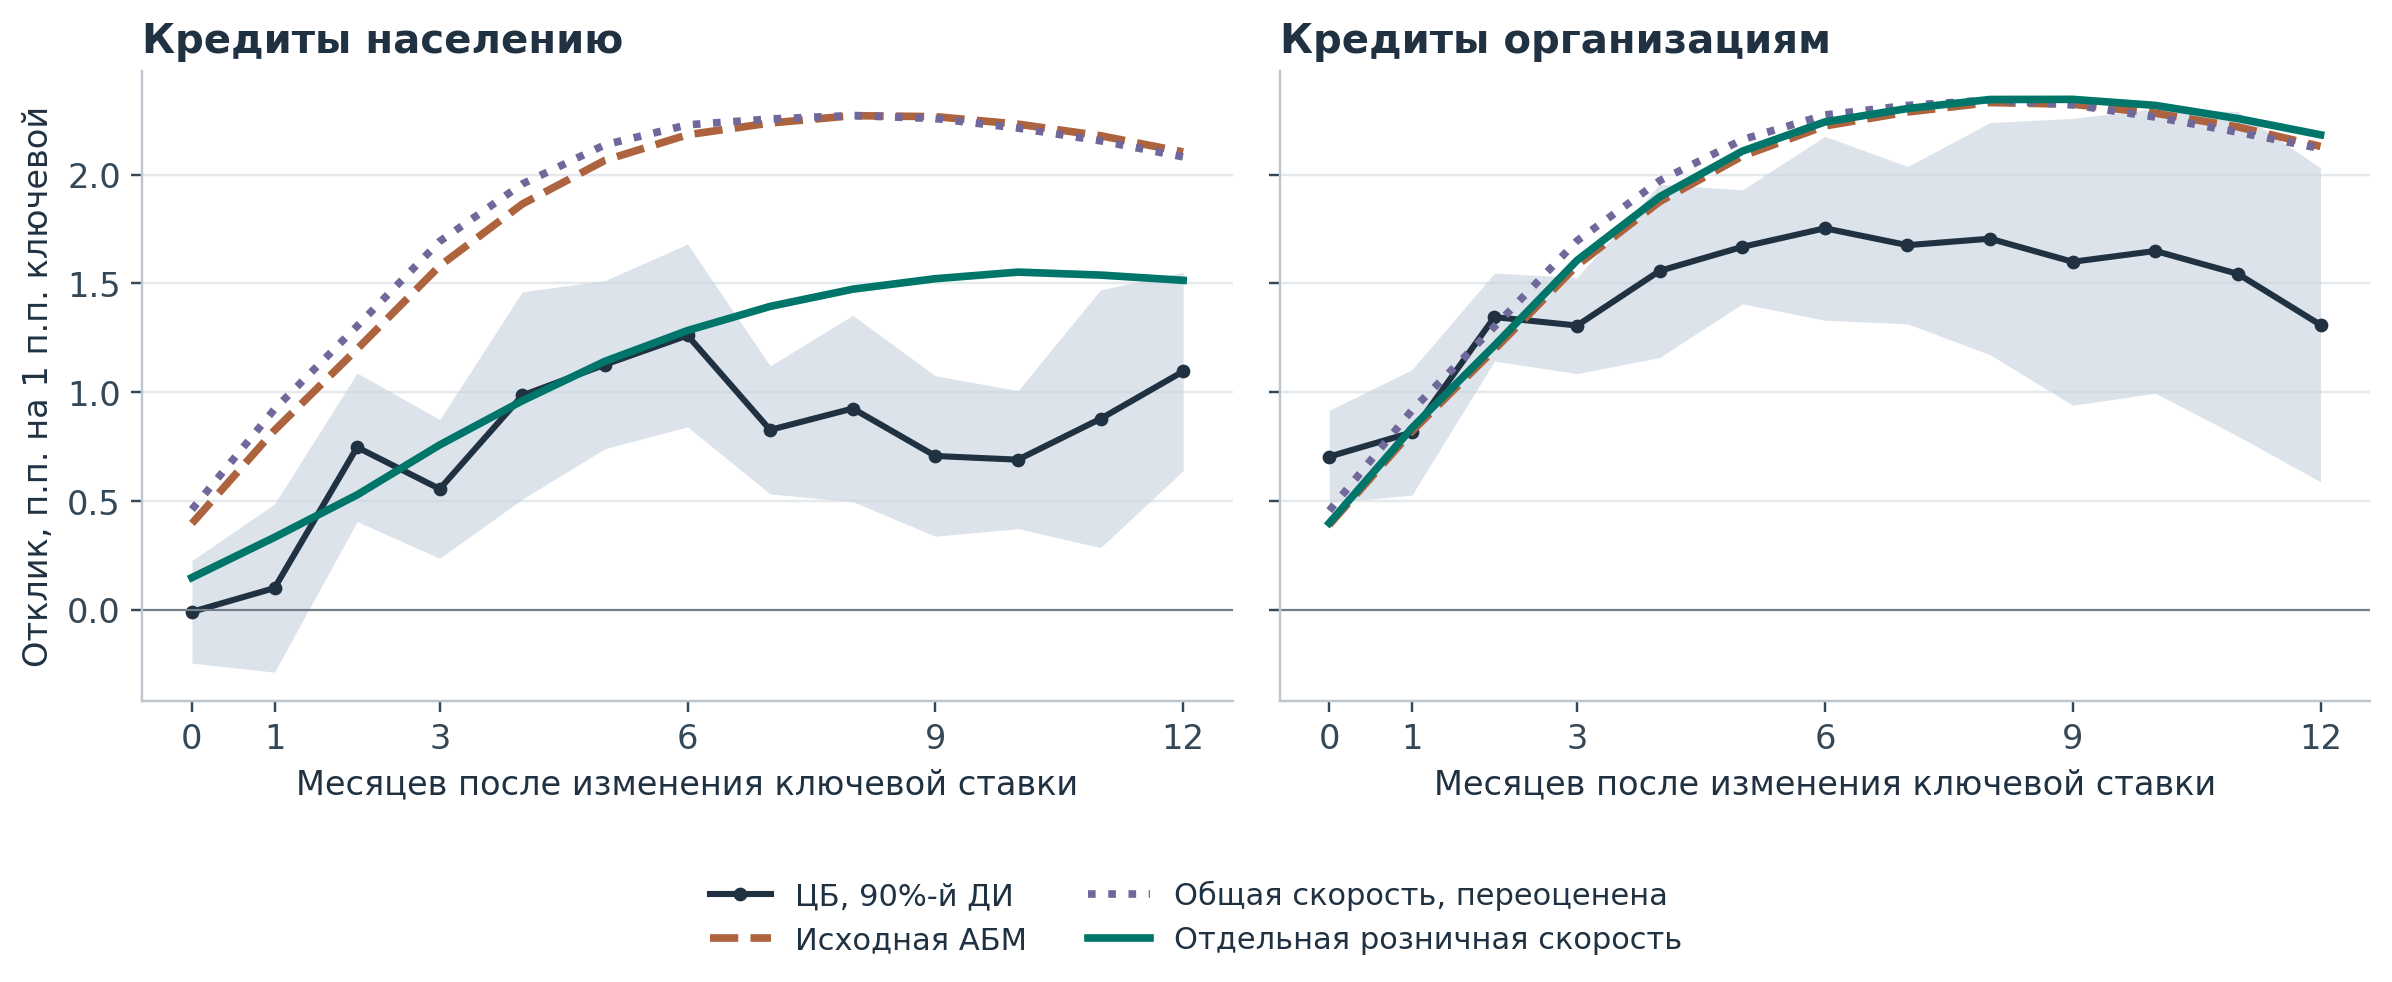 Кредиты населению
Отклик, п.п. на 1 п.п. ключевой
2.0
1.5
1.0
0.5
0.0
0 1 3 6 9 12
Месяцев после изменения ключевой ставки
Кредиты организациям
0 1 3 6 9 12
Месяцев после изменения ключевой ставки
ЦБ, 90%-й ДИ
Исходная АБМ
Общая скорость, переоценена
Отдельная розничная скорость